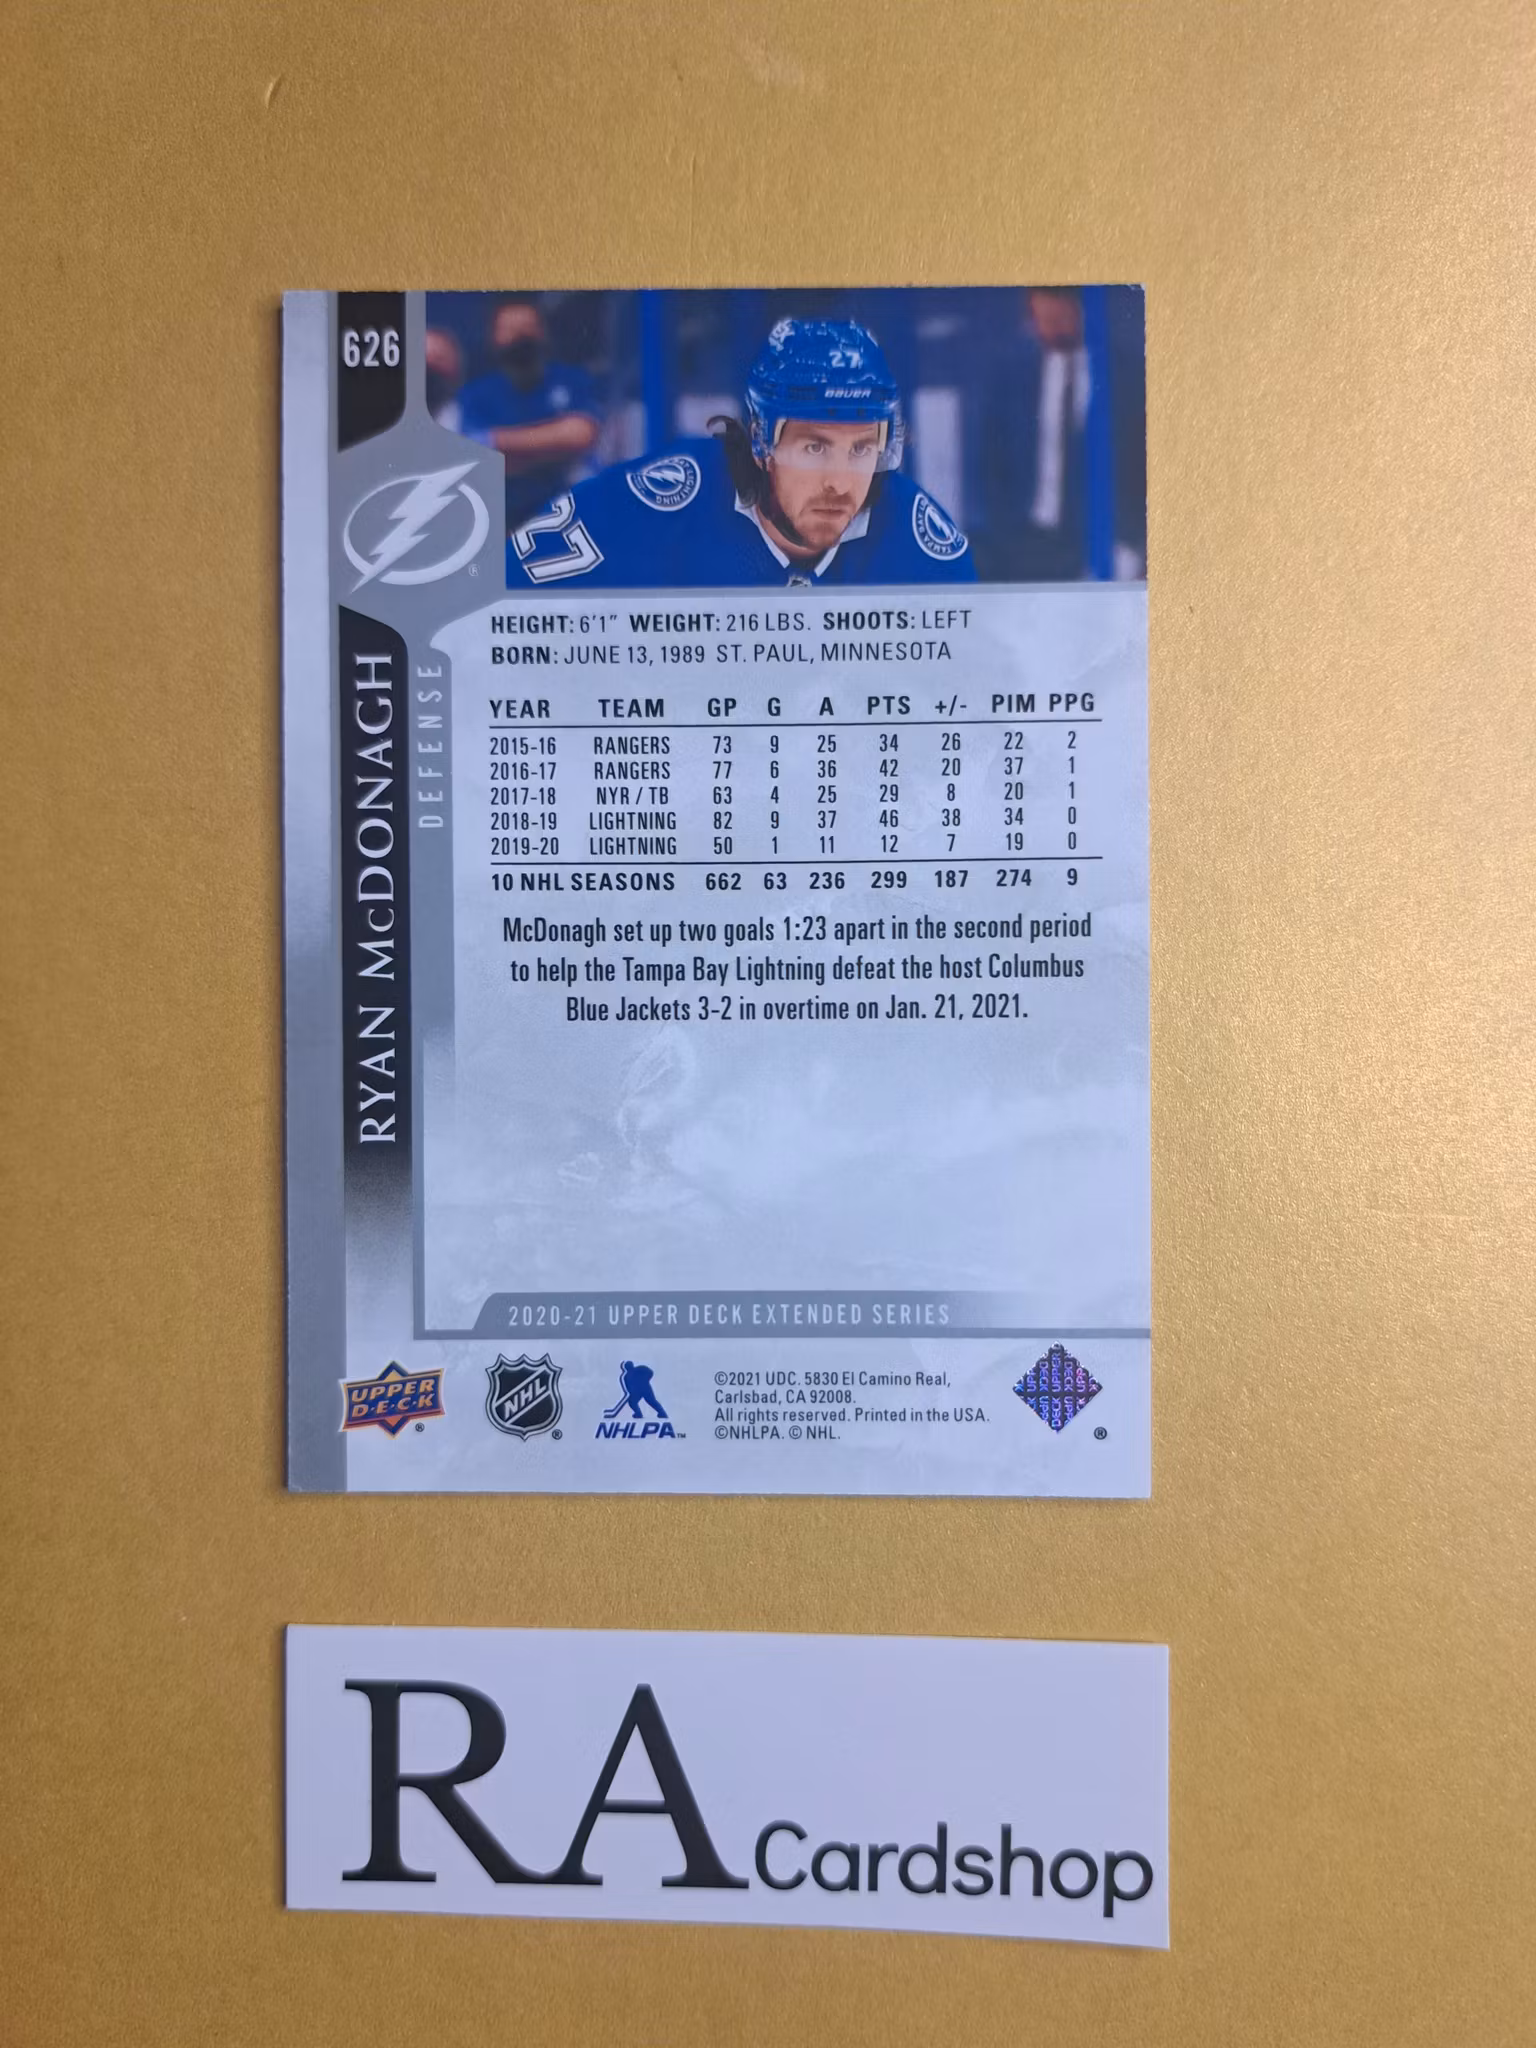 626
27
BAUER
27
RYAN McDONAGH
DEFENSE
HEIGHT: 6'1" WEIGHT: 216 LBS. SHOOTS: LEFT
BORN: JUNE 13, 1989 ST. PAUL, MINNESOTA
YEAR TEAM GP G A PTS +/- PIM PPG
2015-16 RANGERS 73 9 25 34 26 22 2
2016-17 RANGERS 77 6 36 42 20 37 1
2017-18 NYR / TB 63 4 25 29 8 20 1
2018-19 LIGHTNING 82 9 37 46 38 34 0
2019-20 LIGHTNING 50 1 11 12 7 19 0
10 NHL SEASONS 662 63 236 299 187 274 9
McDonagh set up two goals 1:23 apart in the second period
to help the Tampa Bay Lightning defeat the host Columbus
Blue Jackets 3-2 in overtime on Jan. 21, 2021.
2020-21 UPPER DECK EXTENDED SERIES
UPPER
D·E·C·K ®
NHL ®
NHLPA™
©2021 UDC. 5830 El Camino Real,
Carlsbad, CA 92008.
All rights reserved. Printed in the USA.
©NHLPA. © NHL.
®
RA Cardshop